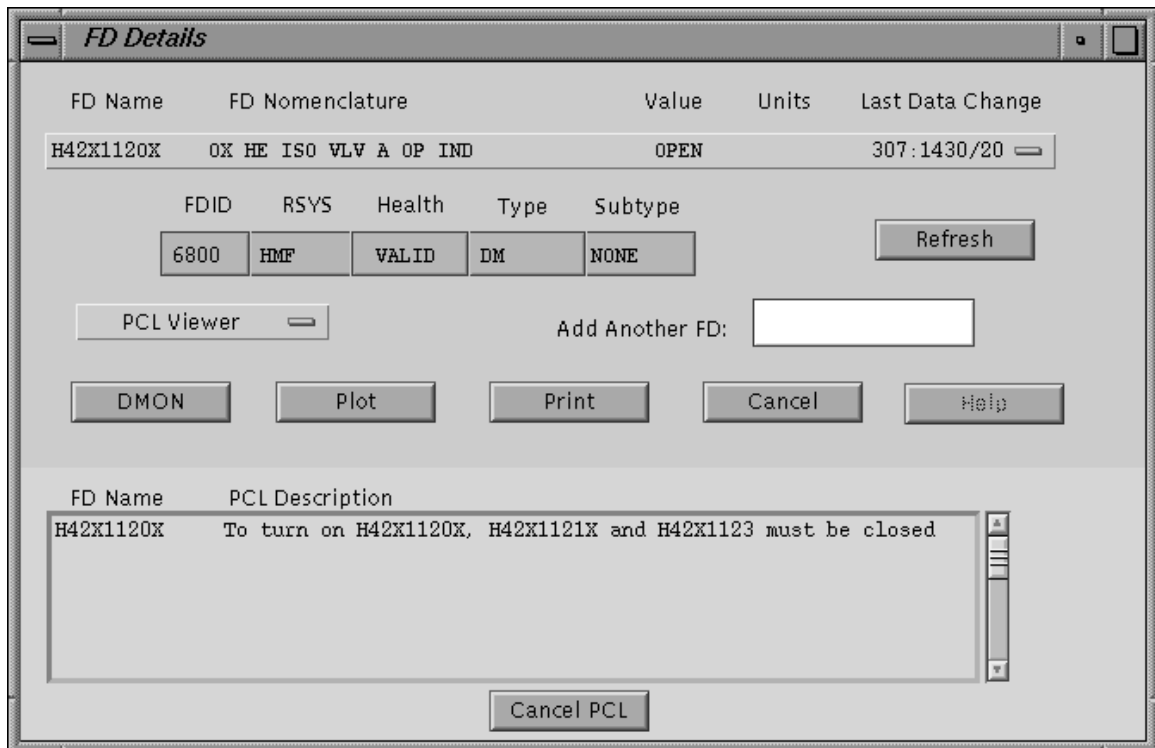 FD Details
FD Name FD Nomenclature Value Units Last Data Change
H42X1120X OX HE ISO VLV A OP IND OPEN 307:1430/20
FDID RSYS Health Type Subtype
6800 HMF VALID DM NONE
Refresh
PCL Viewer Add Another FD:
DMON Plot Print Cancel Help
FD Name PCL Description
H42X1120X To turn on H42X1120X, H42X1121X and H42X1123 must be closed
Cancel PCL